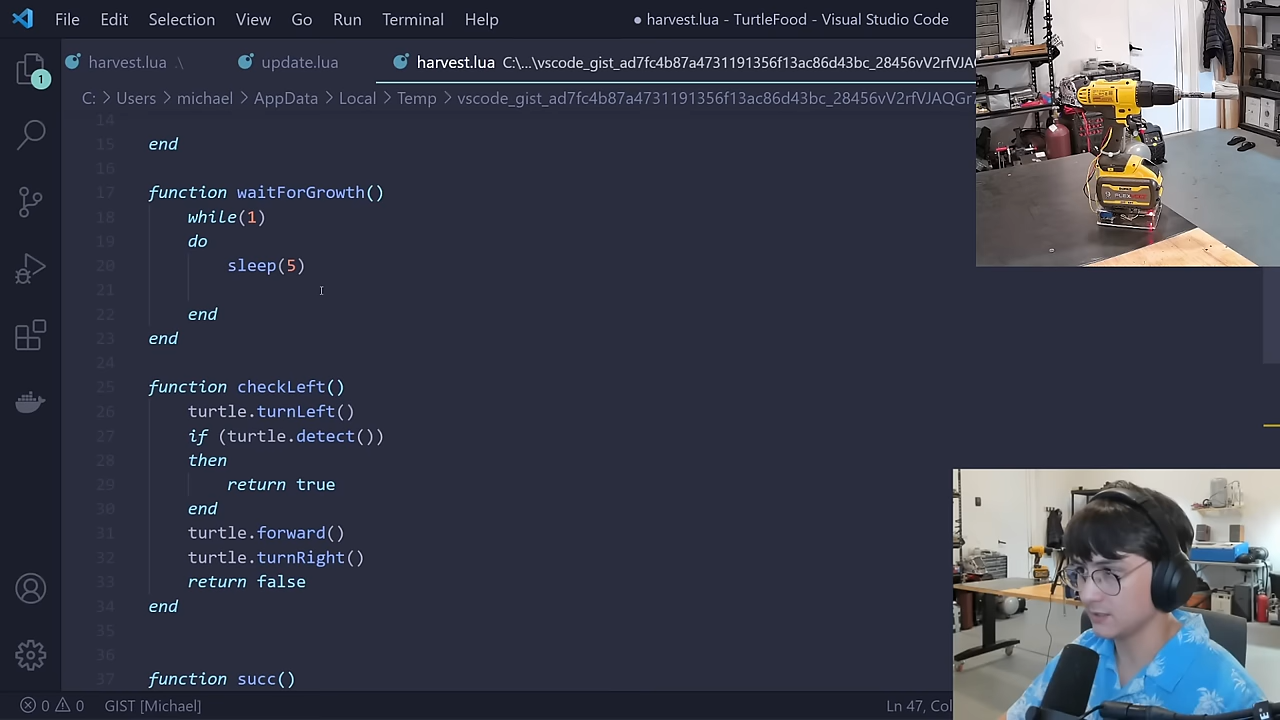 File Edit Selection View Go Run Terminal Help
● harvest.lua - TurtleFood - Visual Studio Code
harvest.lua .\
update.lua
harvest.lua C:\...\vscode_gist_ad7fc4b87a4731191356f13ac86d43bc_28456vV2rfVJAQ
C: > Users > michael > AppData > Local > Temp > vscode_gist_ad7fc4b87a4731191356f13ac86d43bc_28456vV2rfVJAQGr
1
14
15 end
16
17 function waitForGrowth()
18 while(1)
19 do
20 sleep(5)
21
22 end
23 end
24
25 function checkLeft()
26 turtle.turnLeft()
27 if (turtle.detect())
28 then
29 return true
30 end
31 turtle.forward()
32 turtle.turnRight()
33 return false
34 end
35
36
37 function succ()
0 0 GIST [Michael]
Ln 47, Col